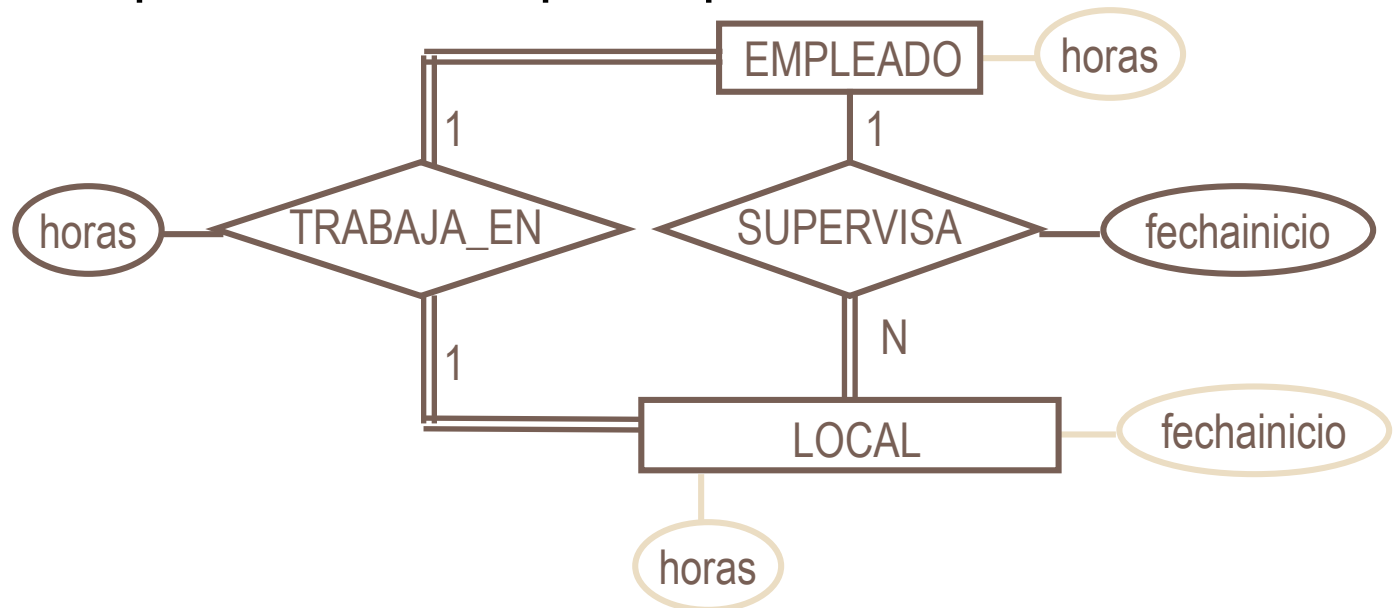 EMPLEADO
horas
1
1
horas
TRABAJA_EN
SUPERVISA
fechainicio
1
N
LOCAL
fechainicio
horas